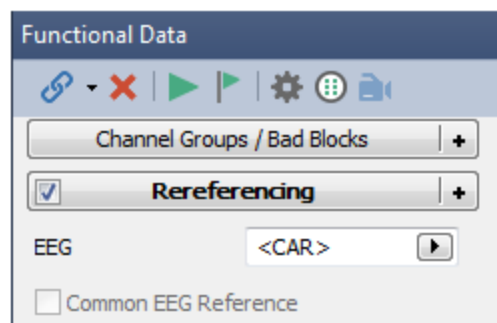 Functional Data
Channel Groups / Bad Blocks +
Rereferencing +
EEG <CAR>
Common EEG Reference